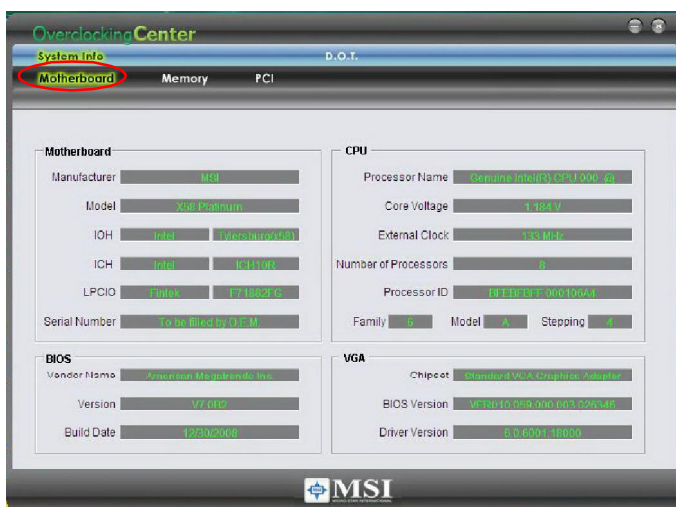 OverclockingCenter
System Info D.O.T.
Motherboard Memory PCI
Motherboard
Manufacturer MSI
Model X58 Platinum
IOH Intel Tylersburg(x58)
ICH Intel ICH10R
LPCIO Fintek F71882FG
Serial Number To be filled by O.E.M
CPU
Processor Name Genuine Intel(R) CPU 000 @
Core Voltage 1.184 V
External Clock 133 MHz
Number of Processors 8
Processor ID BFEBFBFF 000106A4
Family 6 Model A Stepping 4
BIOS
Vendor Name American Megatrends Inc.
Version V7.0B2
Build Date 12/30/2008
VGA
Chipset Standard VGA Graphics Adapter
BIOS Version VER010.059.000.003.026346
Driver Version 6.0.6001.18000
MSI